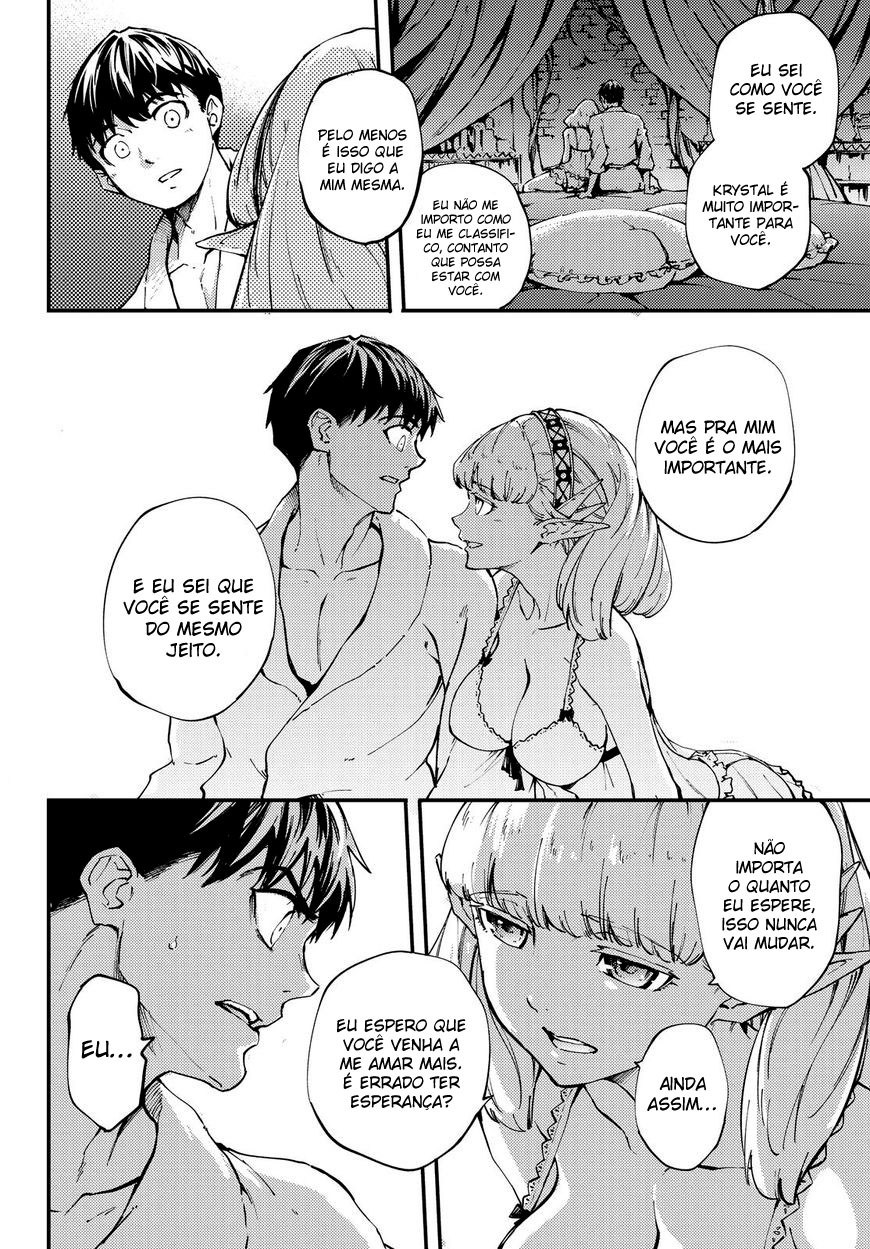 EU SEI
COMO VOCÊ
SE SENTE.
KRYSTAL É
MUITO IMPOR-
TANTE PARA
VOCÊ.
EU NÃO ME
IMPORTO COMO
EU ME CLASSIFI-
CO, CONTANTO
QUE POSSA
ESTAR COM
VOCÊ.
PELO MENOS
É ISSO QUE
EU DIGO A
MIM MESMA.
MAS PRA MIM
VOCÊ É O MAIS
IMPORTANTE.
E EU SEI QUE
VOCÊ SE SENTE
DO MESMO
JEITO.
NÃO
IMPORTA
O QUANTO
EU ESPERE,
ISSO NUNCA
VAI MUDAR.
AINDA
ASSIM...
EU ESPERO QUE
VOCÊ VENHA A
ME AMAR MAIS.
É ERRADO TER
ESPERANÇA?
EU...